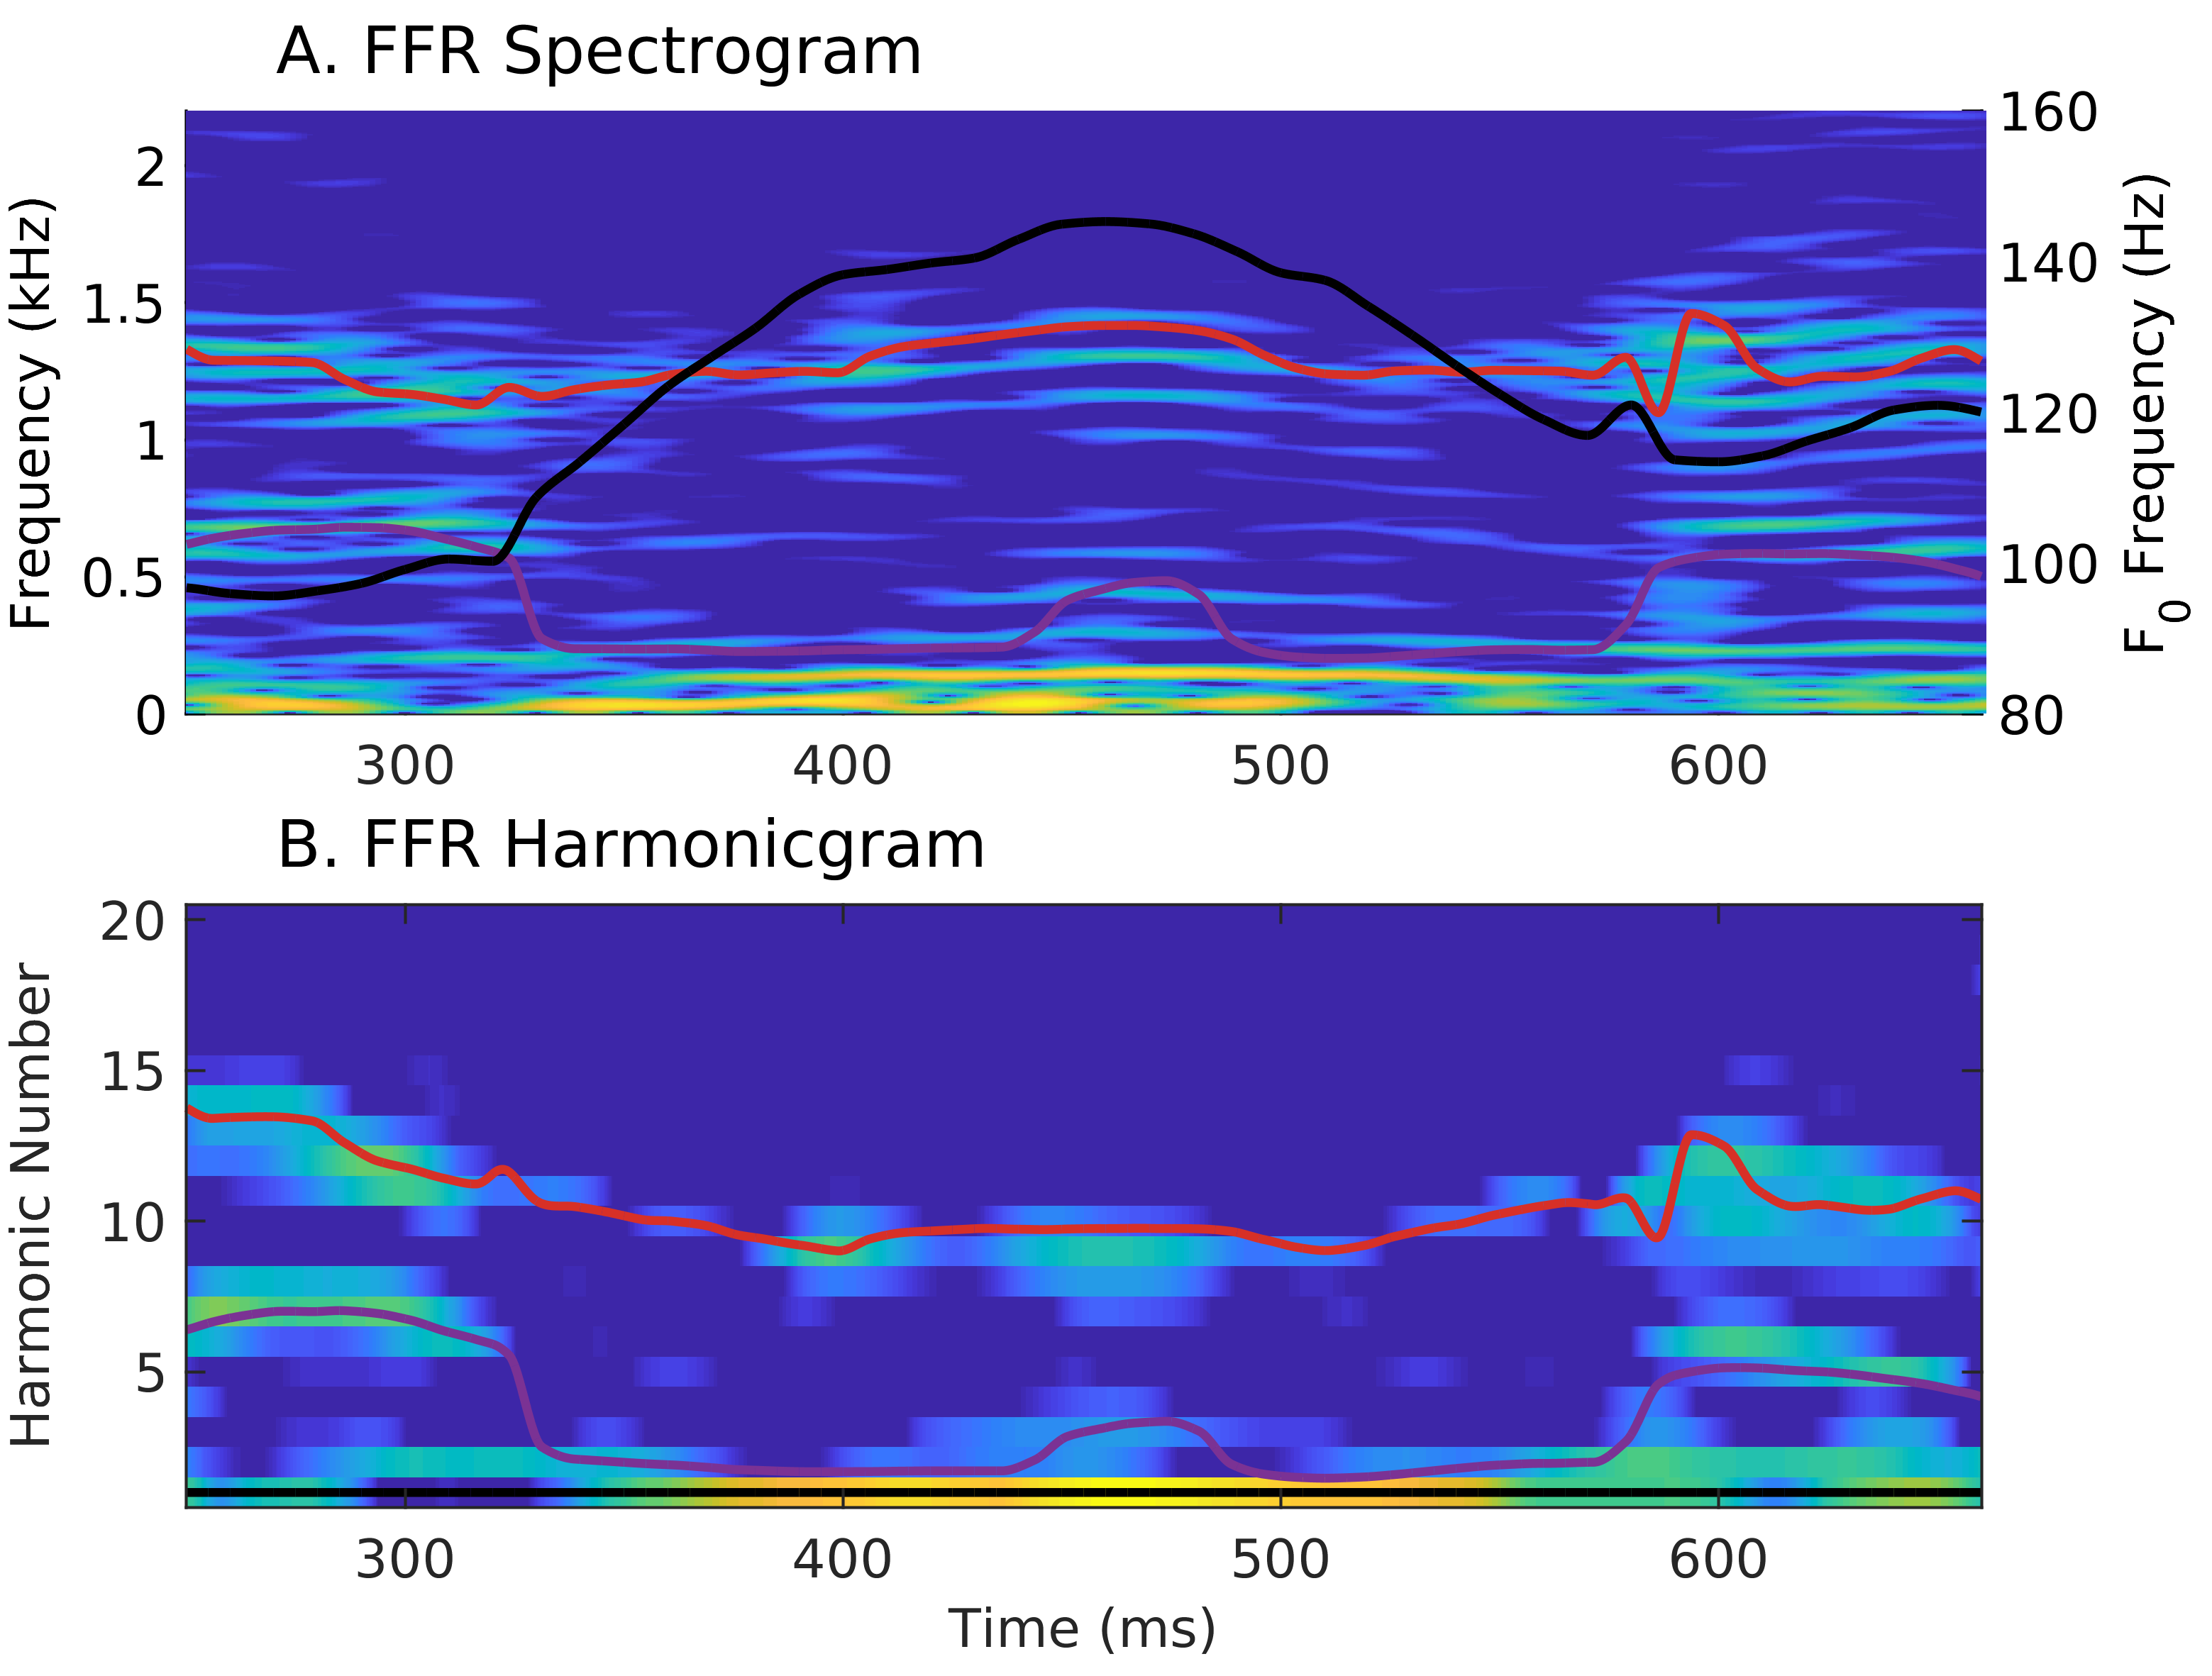 A. FFR Spectrogram
Frequency (kHz)
2
1.5
1
0.5
0
160
140
120
100
80
F0 Frequency (Hz)
300 400 500 600
B. FFR Harmonicgram
Harmonic Number
20
15
10
5
300 400 500 600
Time (ms)